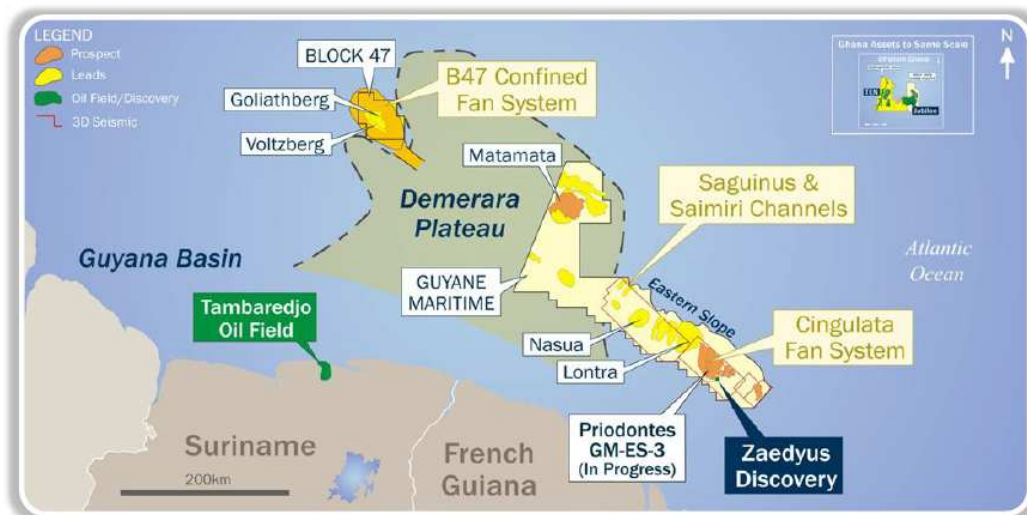 LEGEND
Prospect
Leads
Oil Field/Discovery
3D Seismic
BLOCK 47
Goliathberg
Voltzberg
B47 Confined
Fan System
Matamata
Demerara
Plateau
Saguinus &
Saimiri Channels
Guyana Basin
GUYANE
MARITIME
Atlantic
Ocean
Eastern Slope
Tambaredjo
Oil Field
Nasua
Lontra
Cingulata
Fan System
Priodontes
GM-ES-3
(In Progress)
Zaedyus
Discovery
Suriname
French
Guiana
200km
Ghana Assets to Same Scale
TEN
Jubilee
N